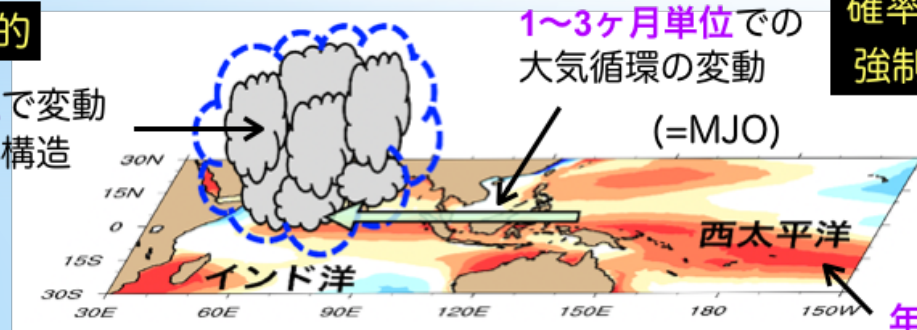 的
で変動
構造
1〜3ヶ月単位での
大気循環の変動
(=MJO)
確率
強制
30N
15N
0
15S
30S
インド洋
西太平洋
30E
60E
90E
120E
150E
180
150W
年